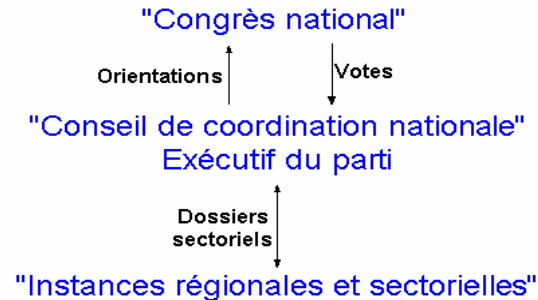 "Congrès national"
Orientations
Votes
"Conseil de coordination nationale"
Exécutif du parti
Dossiers
sectoriels
"Instances régionales et sectorielles"